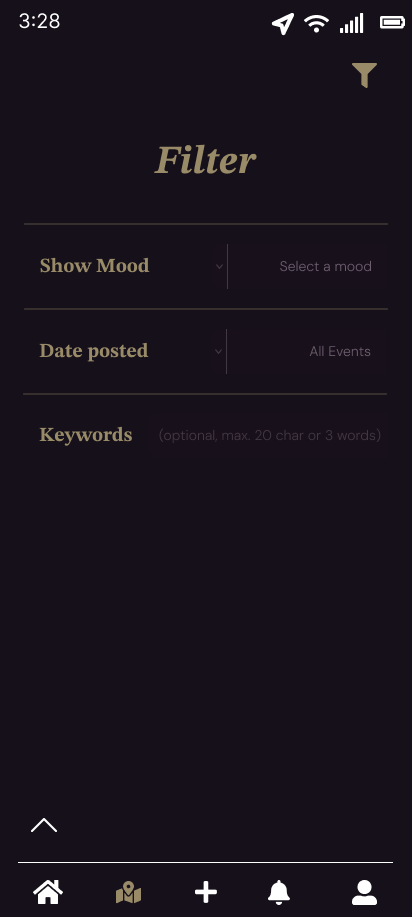 3:28
Filter
Show Mood
Select a mood
Date posted
All Events
Keywords
(optional, max. 20 char or 3 words)